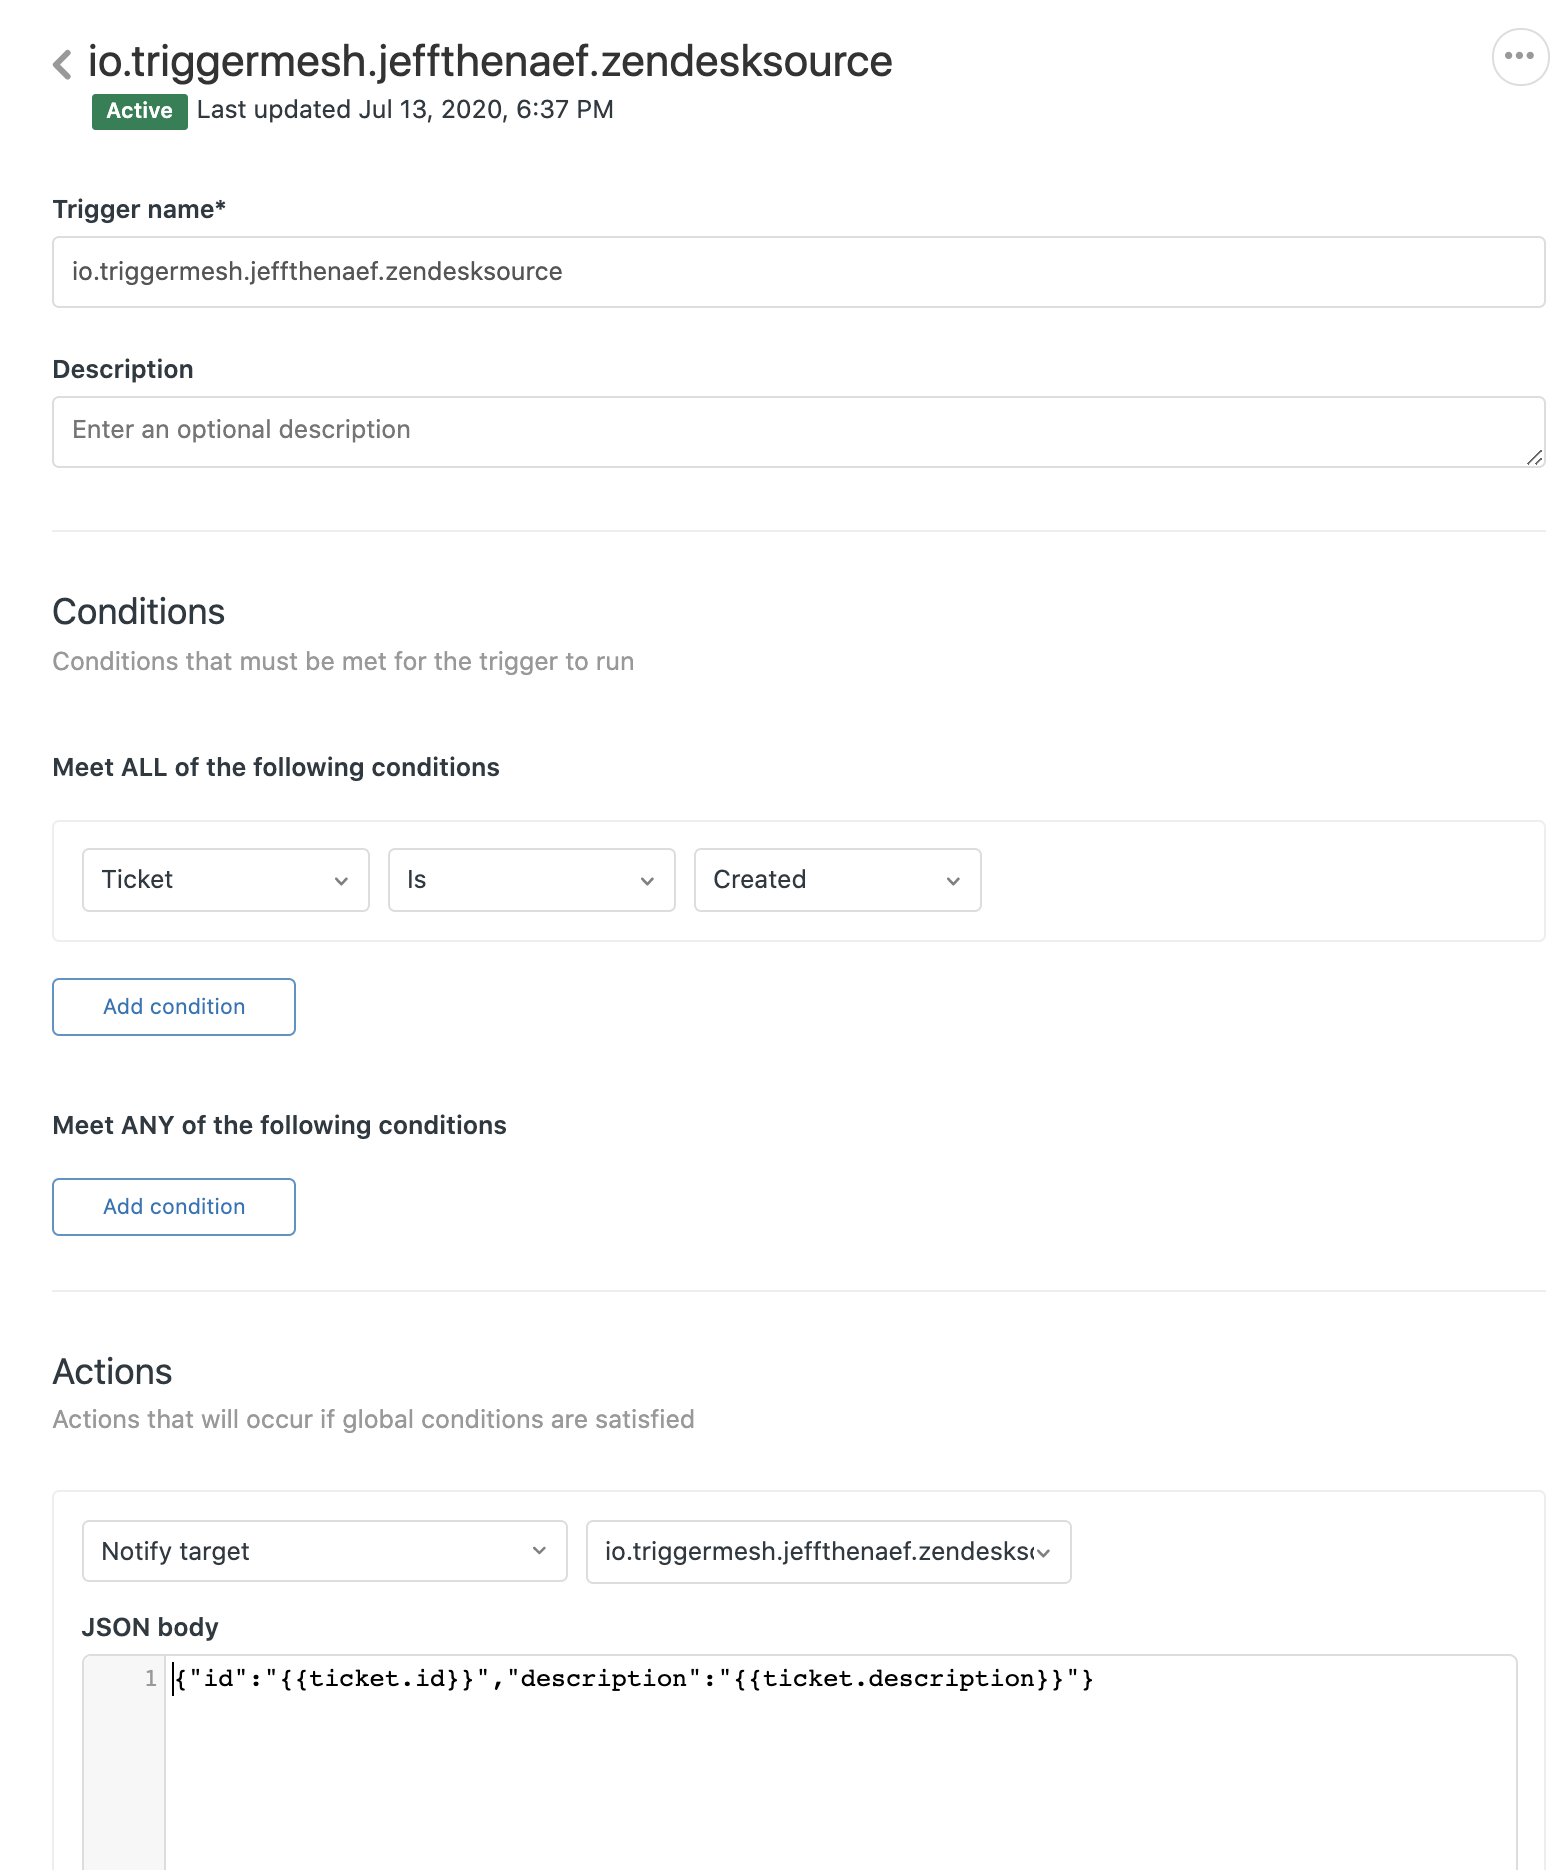 io.triggermesh.jeffthenaef.zendesksource
Active Last updated Jul 13, 2020, 6:37 PM
Trigger name*
io.triggermesh.jeffthenaef.zendesksource
Description
Enter an optional description
Conditions
Conditions that must be met for the trigger to run
Meet ALL of the following conditions
Ticket Is Created
Add condition
Meet ANY of the following conditions
Add condition
Actions
Actions that will occur if global conditions are satisfied
Notify target io.triggermesh.jeffthenaef.zendeskso
JSON body
1 {"id":"{{ticket.id}}","description":"{{ticket.description}}"}